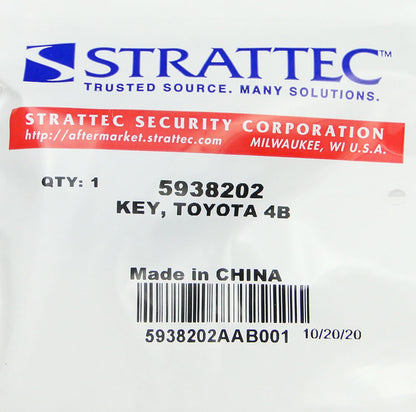 STRATTEC™
TRUSTED SOURCE. MANY SOLUTIONS.
STRATTEC SECURITY CORPORATION
http://aftermarket.strattec.com MILWAUKEE, WI U.S.A.
QTY: 1 5938202
KEY, TOYOTA 4B
Made in CHINA
5938202AAB001 10/20/20